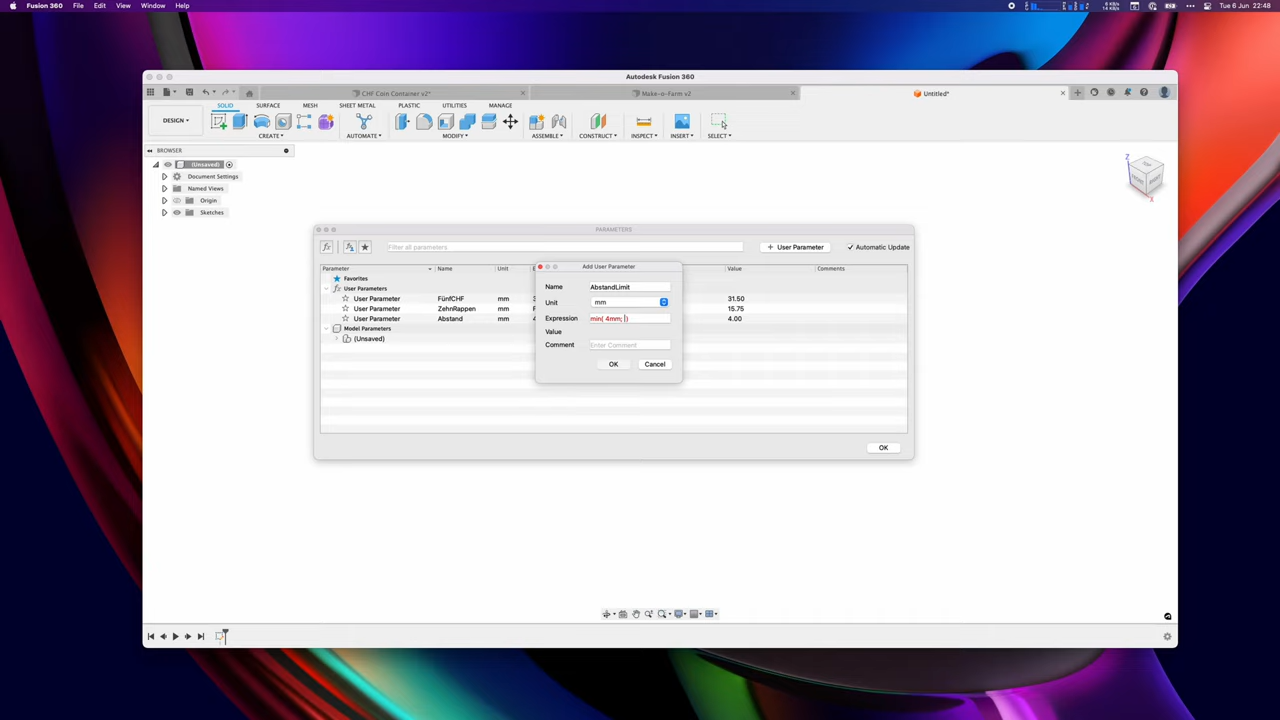 Fusion 360 File Edit View Window Help Tue 6 Jun 22:48
Autodesk Fusion 360
CHF Coin Container v2* Make-o-Farm v2 Untitled*
SOLID SURFACE MESH SHEET METAL PLASTIC UTILITIES MANAGE
DESIGN
CREATE AUTOMATE MODIFY ASSEMBLE CONSTRUCT INSPECT INSERT SELECT
BROWSER
(Unsaved)
Document Settings
Named Views
Origin
Sketches
TOP
Z
X
PARAMETERS
Filter all parameters
+ User Parameter
Automatic Update
Parameter Name Unit Value Comments
Favorites
User Parameters
User Parameter FünfCHF mm 31.50
User Parameter ZehnRappen mm 15.75
User Parameter Abstand mm 4.00
Model Parameters
(Unsaved)
OK
Add User Parameter
Name AbstandLimit
Unit mm
Expression min( 4mm; )
Value
Comment Enter Comment
OK Cancel